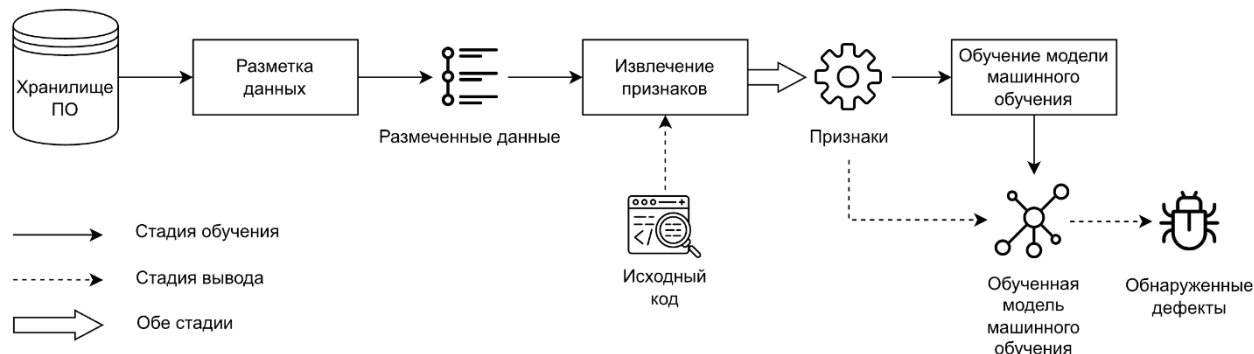 Хранилище
ПО
Разметка
данных
Размеченные данные
Извлечение
признаков
Признаки
Обучение модели
машинного
обучения
</>
Исходный
код
Обученная
модель
машинного
обучения
Обнаруженные
дефекты
Стадия обучения
Стадия вывода
Обе стадии